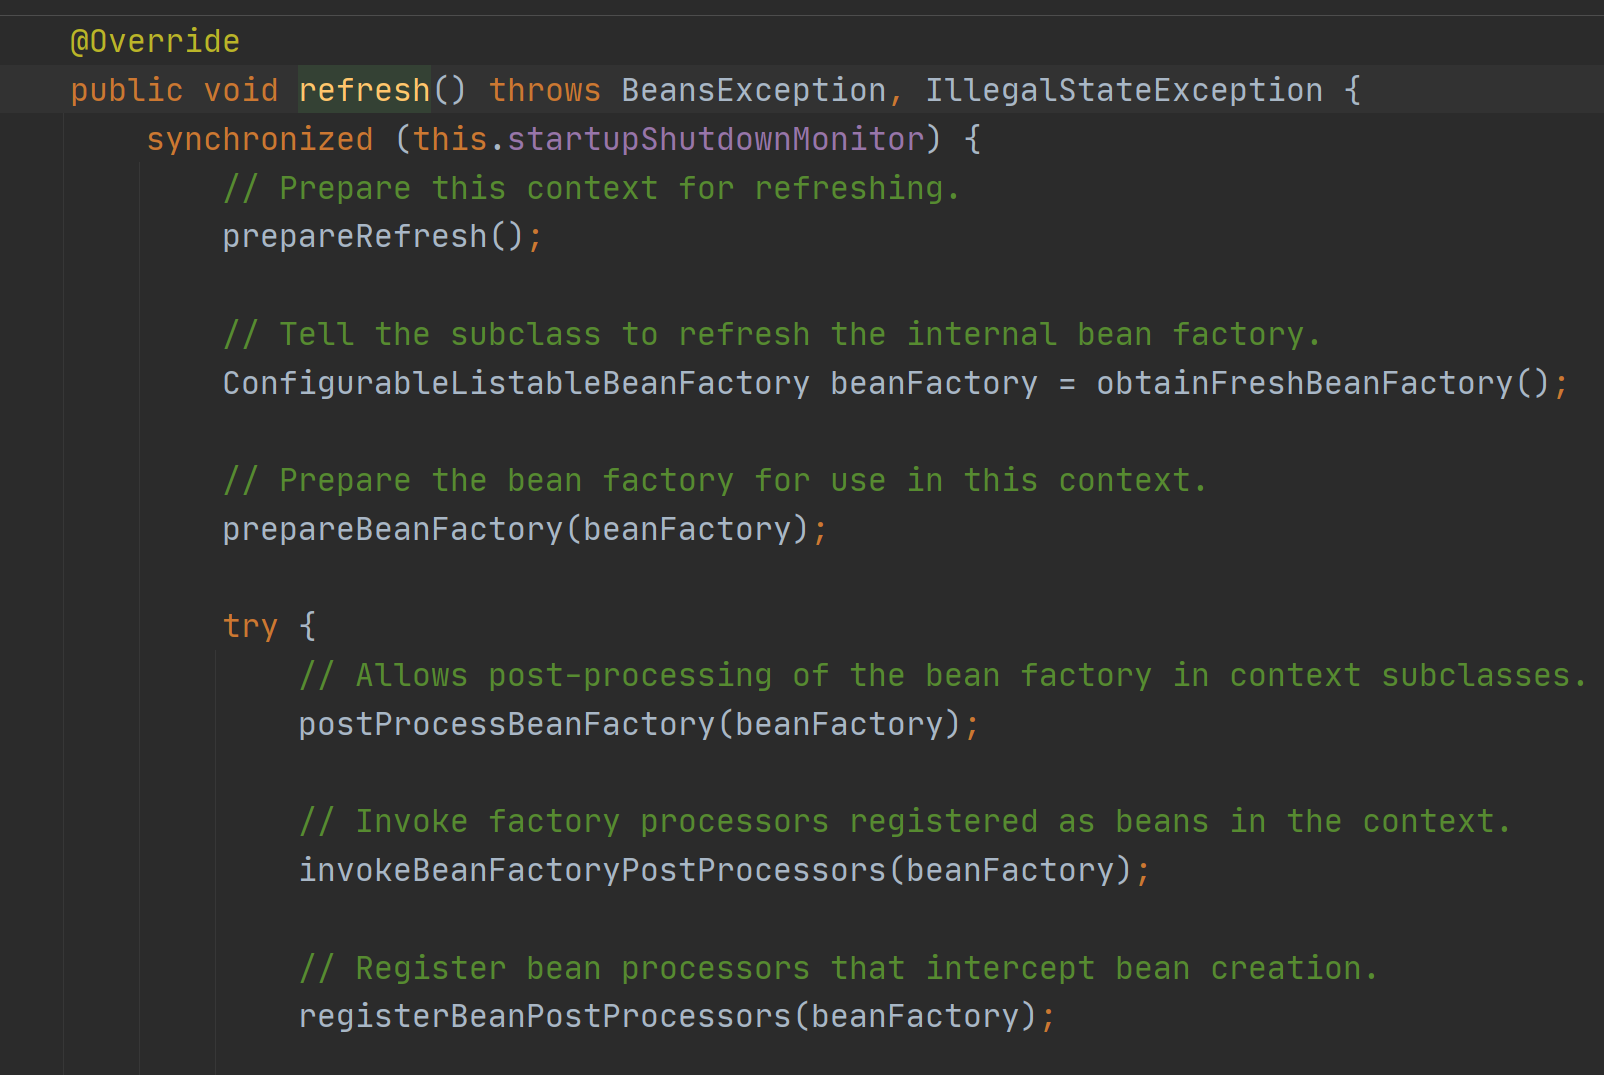 @Override
public void refresh() throws BeansException, IllegalStateException {
synchronized (this.startupShutdownMonitor) {
// Prepare this context for refreshing.
prepareRefresh();
// Tell the subclass to refresh the internal bean factory.
ConfigurableListableBeanFactory beanFactory = obtainFreshBeanFactory();
// Prepare the bean factory for use in this context.
prepareBeanFactory(beanFactory);
try {
// Allows post-processing of the bean factory in context subclasses.
postProcessBeanFactory(beanFactory);
// Invoke factory processors registered as beans in the context.
invokeBeanFactoryPostProcessors(beanFactory);
// Register bean processors that intercept bean creation.
registerBeanPostProcessors(beanFactory);